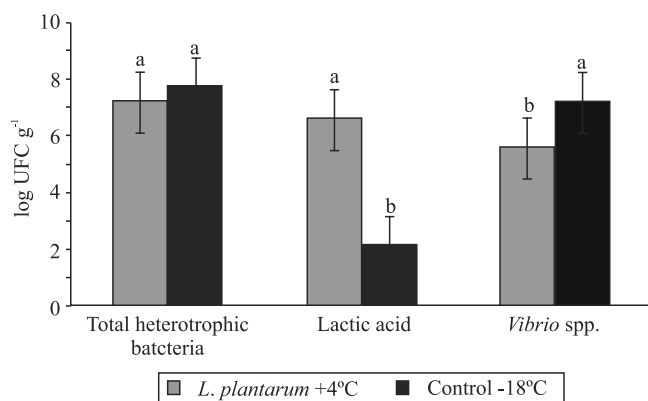 10
8
6
4
2
0
log UFC g-1
a
a
a
b
b
a
Total heterotrophic
batcteria
Lactic acid
Vibrio spp.
L. plantarum +4ºC
Control -18ºC